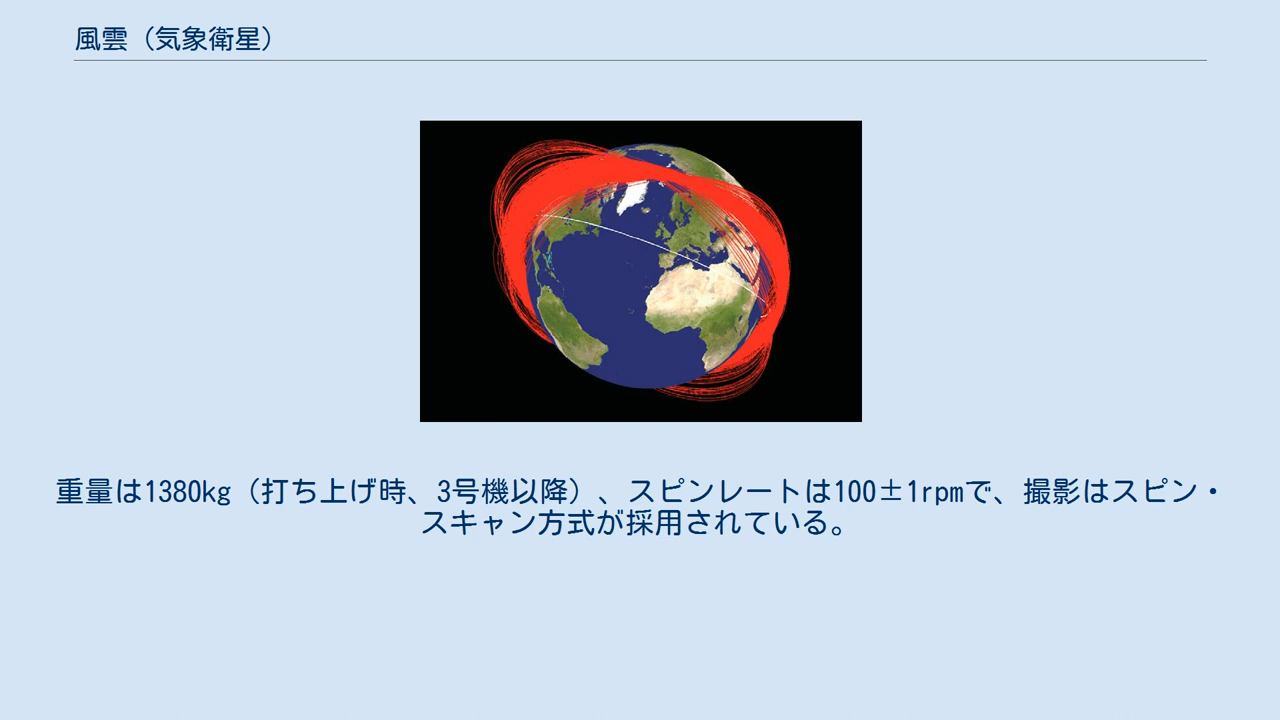 風雲（気象衛星）
重量は1380kg（打ち上げ時、3号機以降）、スピンレートは100±1rpmで、撮影はスピン・
スキャン方式が採用されている。